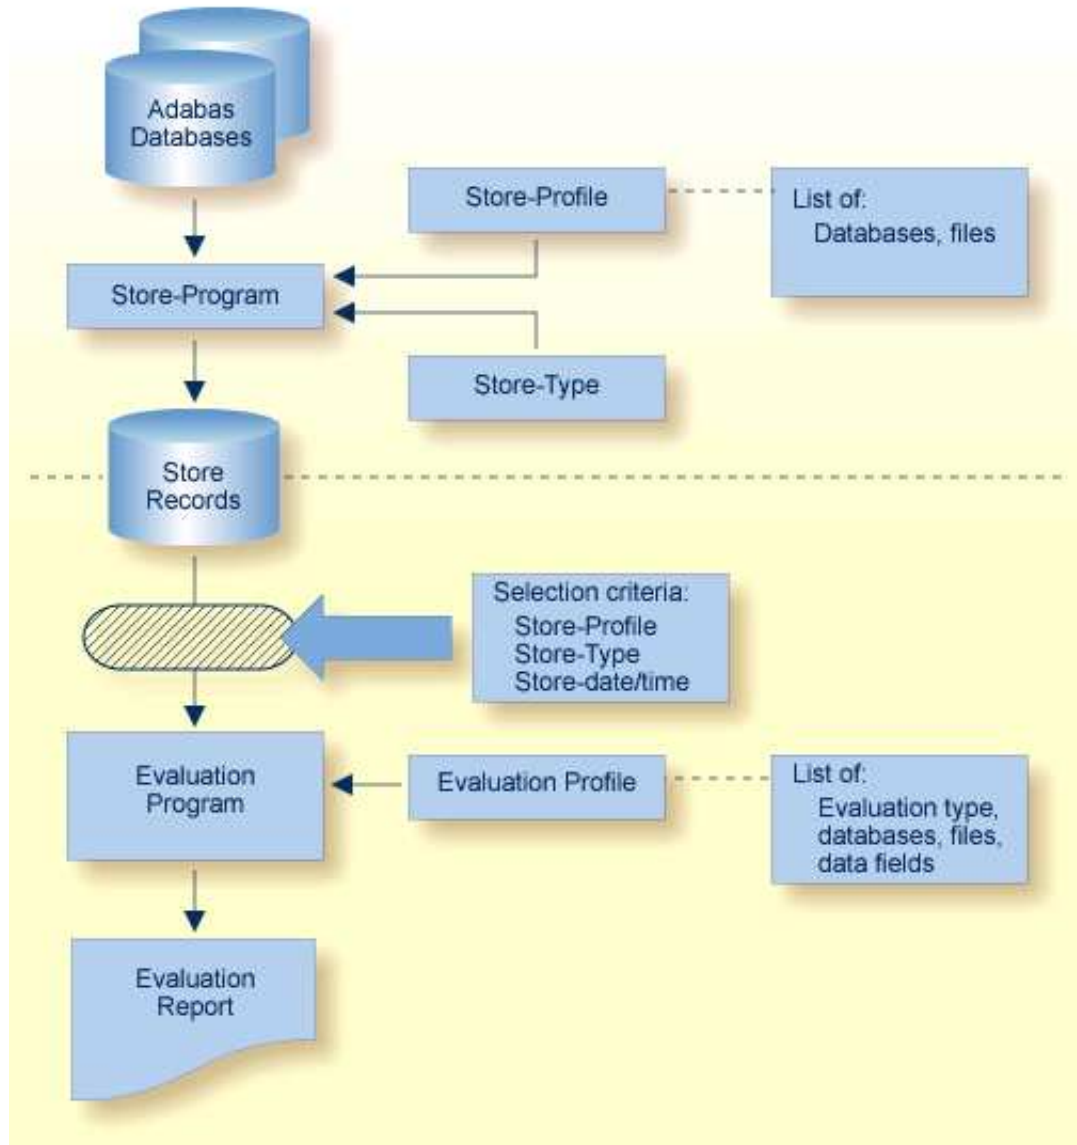 Adabas
Databases
Store-Profile
List of:
Databases, files
Store-Program
Store-Type
Store
Records
Selection criteria:
Store-Profile
Store-Type
Store-date/time
Evaluation
Program
Evaluation Profile
List of:
Evaluation type,
databases, files,
data fields
Evaluation
Report